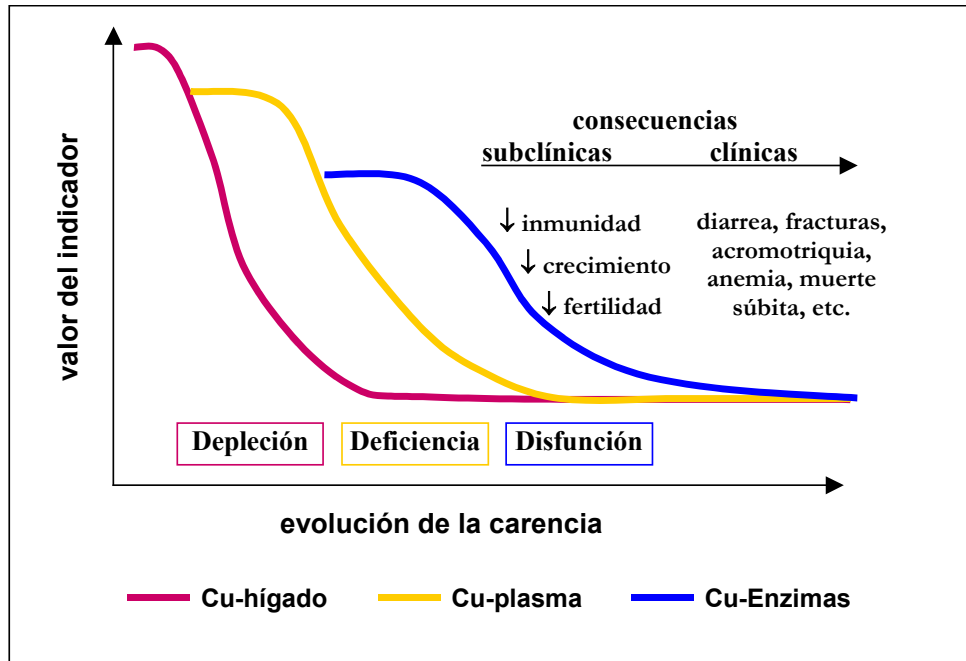 consecuencias
subclínicas clínicas
↓ inmunidad
↓ crecimiento
↓ fertilidad
diarrea, fracturas,
acromotriquia,
anemia, muerte
súbita, etc.
valor del indicador
Depleción Deficiencia Disfunción
evolución de la carencia
Cu-hígado Cu-plasma Cu-Enzimas